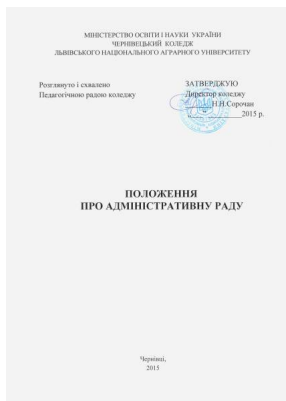 МІНІСТЕРСТВО ОСВІТИ І НАУКИ УКРАЇНИ
ЧЕРНІВЕЦЬКИЙ КОЛЕДЖ
ЛЬВІВСЬКОГО НАЦІОНАЛЬНОГО АГРАРНОГО УНІВЕРСИТЕТУ
Розглянуто і схвалено
Педагогічною радою коледжу
ЗАТВЕРДЖУЮ
Директор коледжу
Н.Н.Сорочан
2015 р.
ПОЛОЖЕННЯ
ПРО АДМІНІСТРАТИВНУ РАДУ
Чернівці,
2015